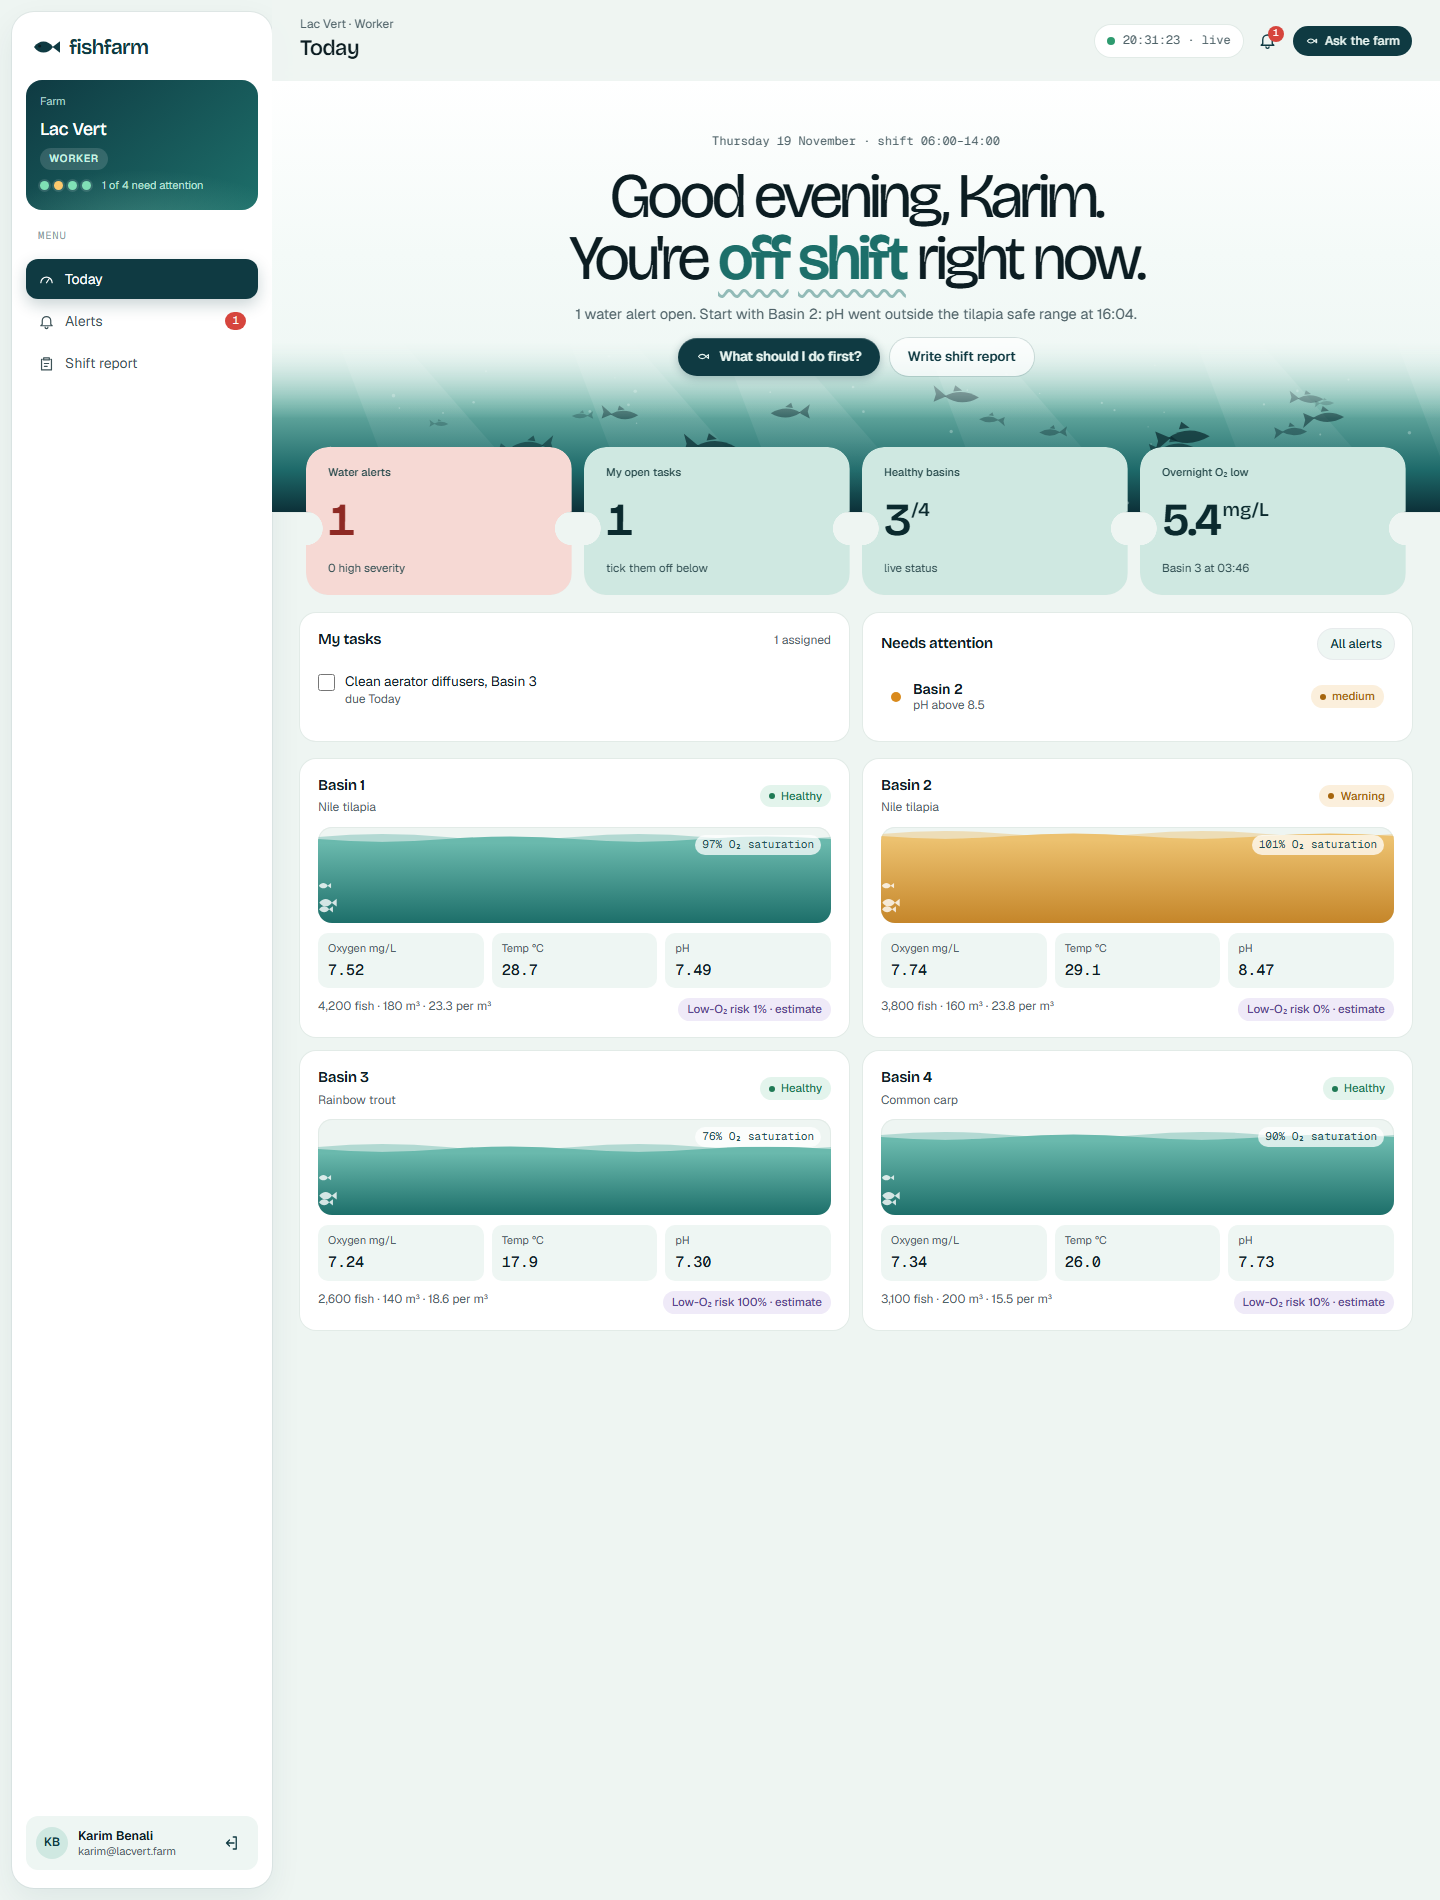 fishfarm
Farm
Lac Vert
WORKER
1 of 4 need attention
MENU
Today
Alerts
1
Shift report
KB
Karim Benali
karim@lacvert.farm
Lac Vert · Worker
Today
20:31:23 · live
1
Ask the farm
Thursday 19 November · shift 06:00–14:00
Good evening, Karim.
You're off shift right now.
1 water alert open. Start with Basin 2: pH went outside the tilapia safe range at 16:04.
What should I do first?
Write shift report
Water alerts
1
0 high severity
My open tasks
1
tick them off below
Healthy basins
3/4
live status
Overnight O₂ low
5.4 mg/L
Basin 3 at 03:46
My tasks
1 assigned
Clean aerator diffusers, Basin 3
due Today
Needs attention
All alerts
Basin 2
pH above 8.5
medium
Basin 1
Nile tilapia
Healthy
97% O₂ saturation
Oxygen mg/L
7.52
Temp °C
28.7
pH
7.49
4,200 fish · 180 m³ · 23.3 per m³
Low-O₂ risk 1% · estimate
Basin 2
Nile tilapia
Warning
101% O₂ saturation
Oxygen mg/L
7.74
Temp °C
29.1
pH
8.47
3,800 fish · 160 m³ · 23.8 per m³
Low-O₂ risk 0% · estimate
Basin 3
Rainbow trout
Healthy
76% O₂ saturation
Oxygen mg/L
7.24
Temp °C
17.9
pH
7.30
2,600 fish · 140 m³ · 18.6 per m³
Low-O₂ risk 100% · estimate
Basin 4
Common carp
Healthy
90% O₂ saturation
Oxygen mg/L
7.34
Temp °C
26.0
pH
7.73
3,100 fish · 200 m³ · 15.5 per m³
Low-O₂ risk 10% · estimate